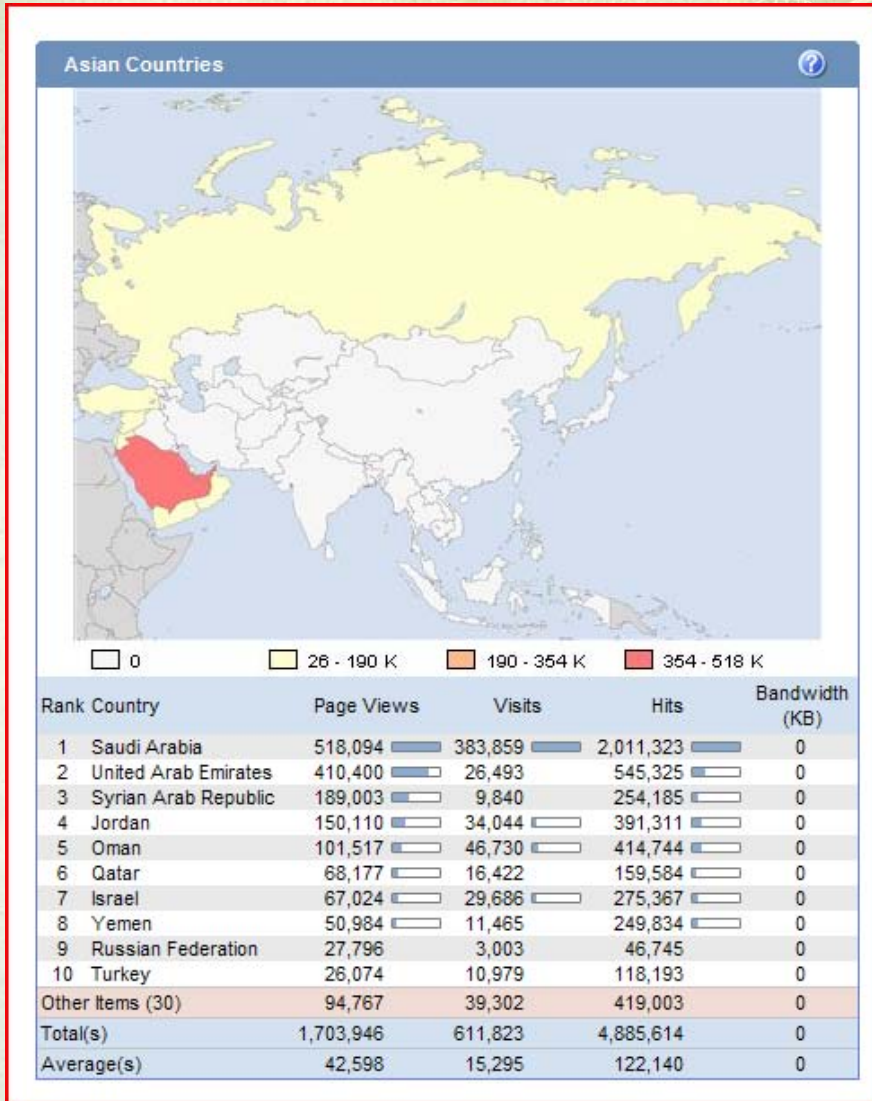 Asian Countries ?
0 26 - 190 K 190 - 354 K 354 - 518 K
Rank Country Page Views Visits Hits Bandwidth (KB)
1 Saudi Arabia 518,094 383,859 2,011,323 0
2 United Arab Emirates 410,400 26,493 545,325 0
3 Syrian Arab Republic 189,003 9,840 254,185 0
4 Jordan 150,110 34,044 391,311 0
5 Oman 101,517 46,730 414,744 0
6 Qatar 68,177 16,422 159,584 0
7 Israel 67,024 29,686 275,367 0
8 Yemen 50,984 11,465 249,834 0
9 Russian Federation 27,796 3,003 46,745 0
10 Turkey 26,074 10,979 118,193 0
Other Items (30) 94,767 39,302 419,003 0
Total(s) 1,703,946 611,823 4,885,614 0
Average(s) 42,598 15,295 122,140 0